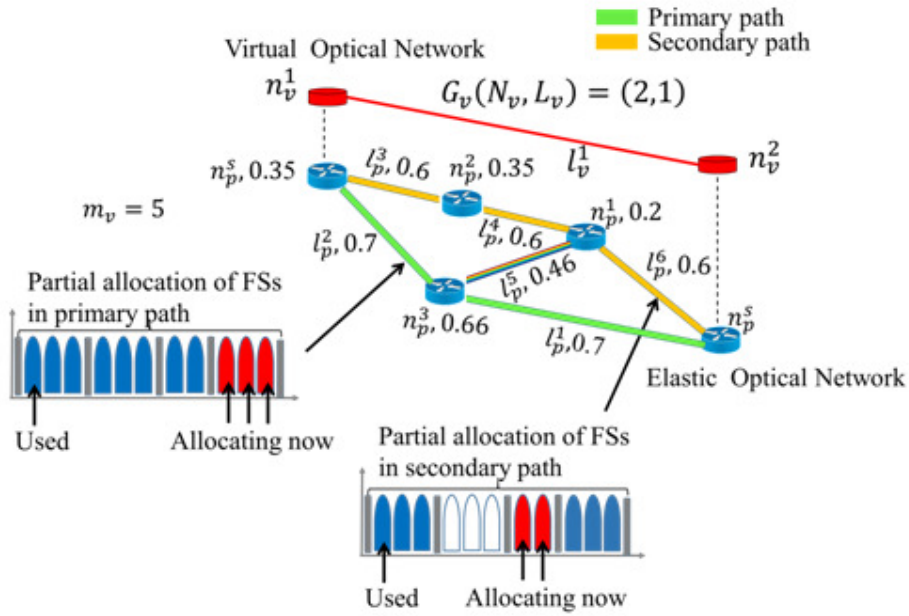 Primary path
Secondary path
Virtual Optical Network
n_v^1
G_v(N_v, L_v) = (2,1)
l_v^1
n_v^2
n_p^s, 0.35
l_p^3, 0.6
n_p^2, 0.35
n_p^1, 0.2
m_v = 5
l_p^2, 0.7
l_p^4, 0.6
l_p^5, 0.46
l_p^6, 0.6
n_p^3, 0.66
l_p^1,0.7
n_p^s
Elastic Optical Network
Partial allocation of FSs
in primary path
Used
Allocating now
Partial allocation of FSs
in secondary path
Used
Allocating now